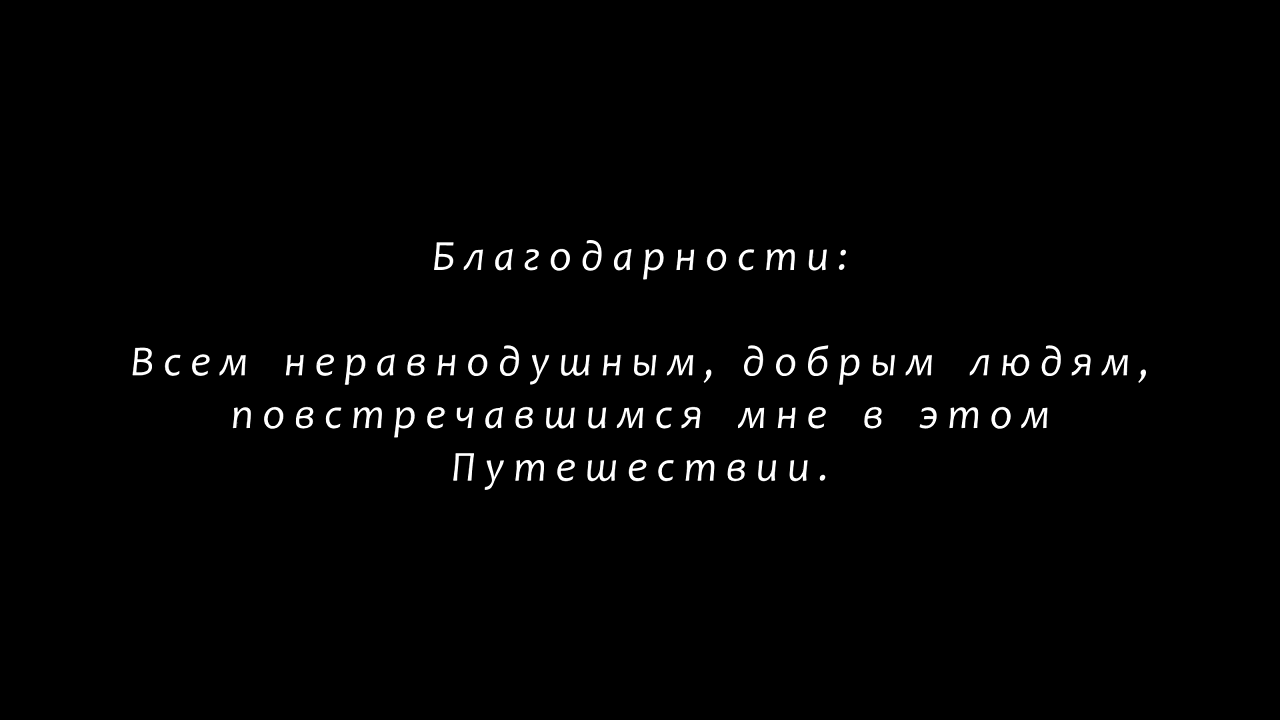 Благодарности:
Всем неравнодушным, добрым людям,
повстречавшимся мне в этом
Путешествии.